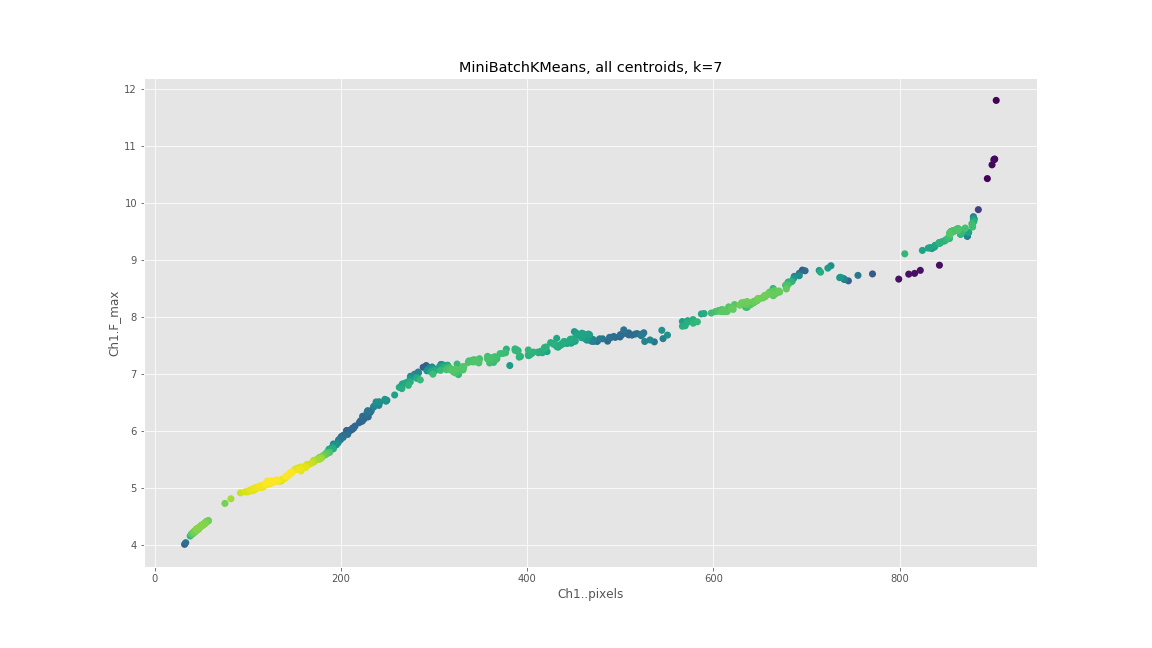 MiniBatchKMeans, all centroids, k=7
12
11
10
9
8
7
6
5
4
Ch1.F_max
0 200 400 600 800
Ch1..pixels